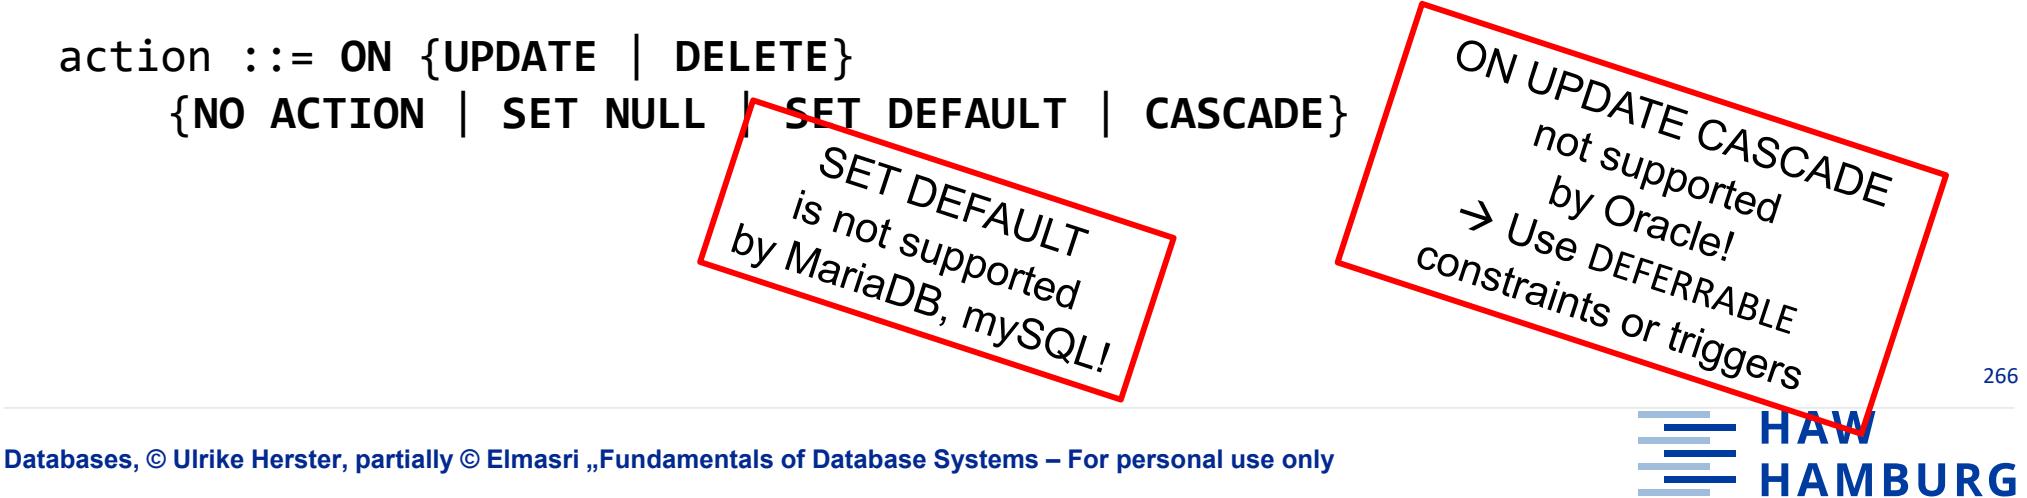 action ::= ON {UPDATE | DELETE}
{NO ACTION | SET NULL | SET DEFAULT | CASCADE}
SET DEFAULT
is not supported
by MariaDB, mySQL!
ON UPDATE CASCADE
not supported
by Oracle!
→ Use DEFERRABLE
constraints or triggers
266
Databases, © Ulrike Herster, partially © Elmasri „Fundamentals of Database Systems – For personal use only
HAW
HAMBURG